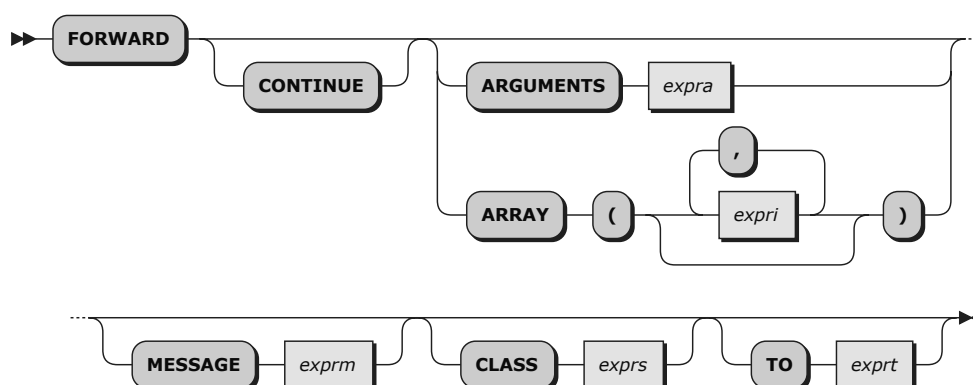 FORWARD
CONTINUE ARGUMENTS expra
,
ARRAY ( expri )
MESSAGE exprm CLASS exprs TO exprt